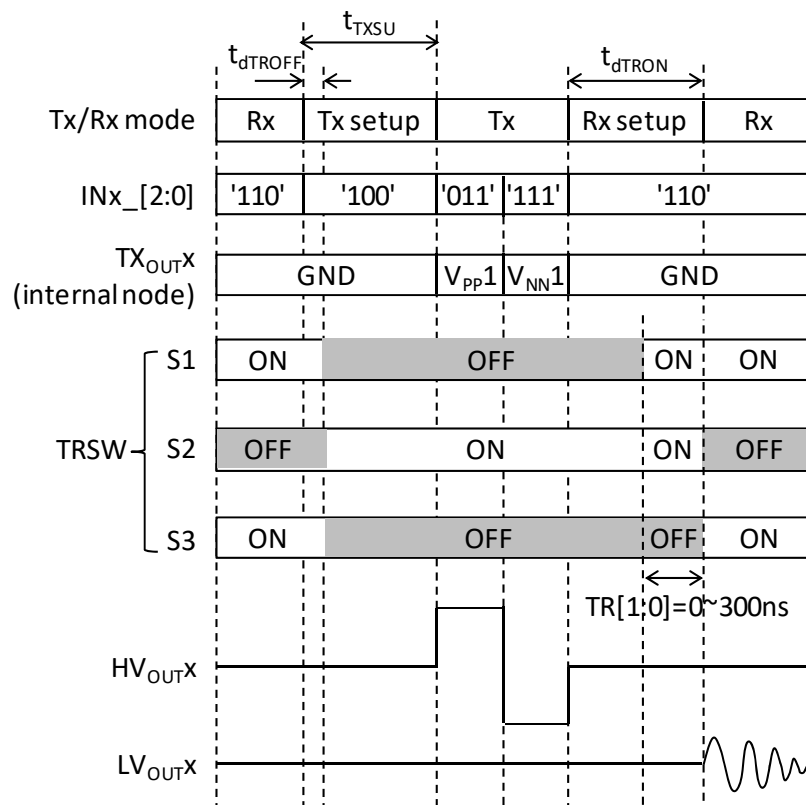 t_TXSU
t_dTROFF
t_dTRON
Tx/Rx mode Rx Tx setup Tx Rx setup Rx
INx_[2:0] '110' '100' '011' '111' '110'
TX_OUTx
(internal node) GND V_PP1 V_NN1 GND
S1 ON OFF ON ON
TRSW S2 OFF ON ON OFF
S3 ON OFF OFF ON
TR[1:0]=0~300ns
HV_OUTx
LV_OUTx